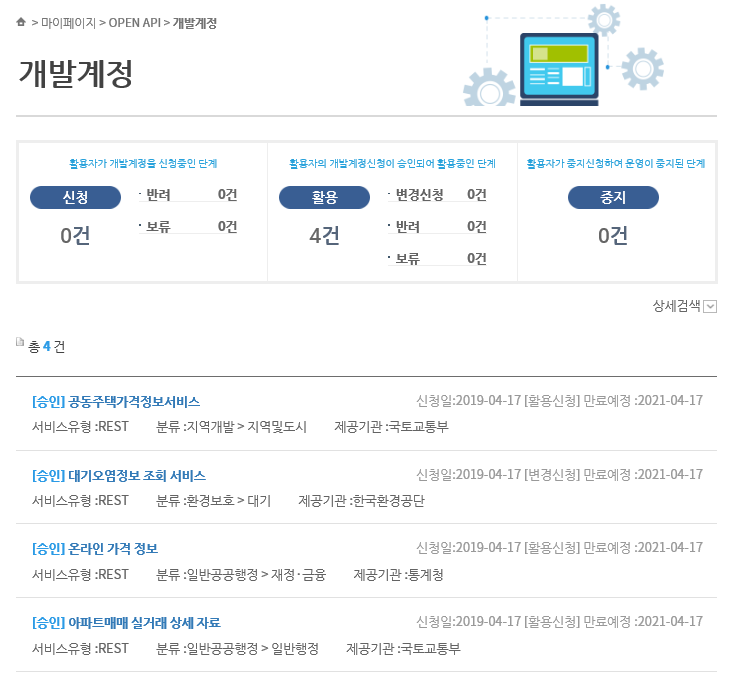 > 마이페이지 > OPEN API > 개발계정
개발계정
활용자가 개발계정을 신청중인 단계
신청
0건
· 반려 0건
· 보류 0건
활용자의 개발계정신청이 승인되어 활용중인 단계
활용
4건
· 변경신청 0건
· 반려 0건
· 보류 0건
활용자가 중지신청하여 운영이 중지된 단계
중지
0건
상세검색
총 4 건
[승인] 공동주택가격정보서비스 신청일:2019-04-17 [활용신청] 만료예정 :2021-04-17
서비스유형 :REST 분류 :지역개발 > 지역및도시 제공기관 :국토교통부
[승인] 대기오염정보 조회 서비스 신청일:2019-04-17 [변경신청] 만료예정 :2021-04-17
서비스유형 :REST 분류 :환경보호 > 대기 제공기관 :한국환경공단
[승인] 온라인 가격 정보 신청일:2019-04-17 [활용신청] 만료예정 :2021-04-17
서비스유형 :REST 분류 :일반공공행정 > 재정·금융 제공기관 :통계청
[승인] 아파트매매 실거래 상세 자료 신청일:2019-04-17 [활용신청] 만료예정 :2021-04-17
서비스유형 :REST 분류 :일반공공행정 > 일반행정 제공기관 :국토교통부